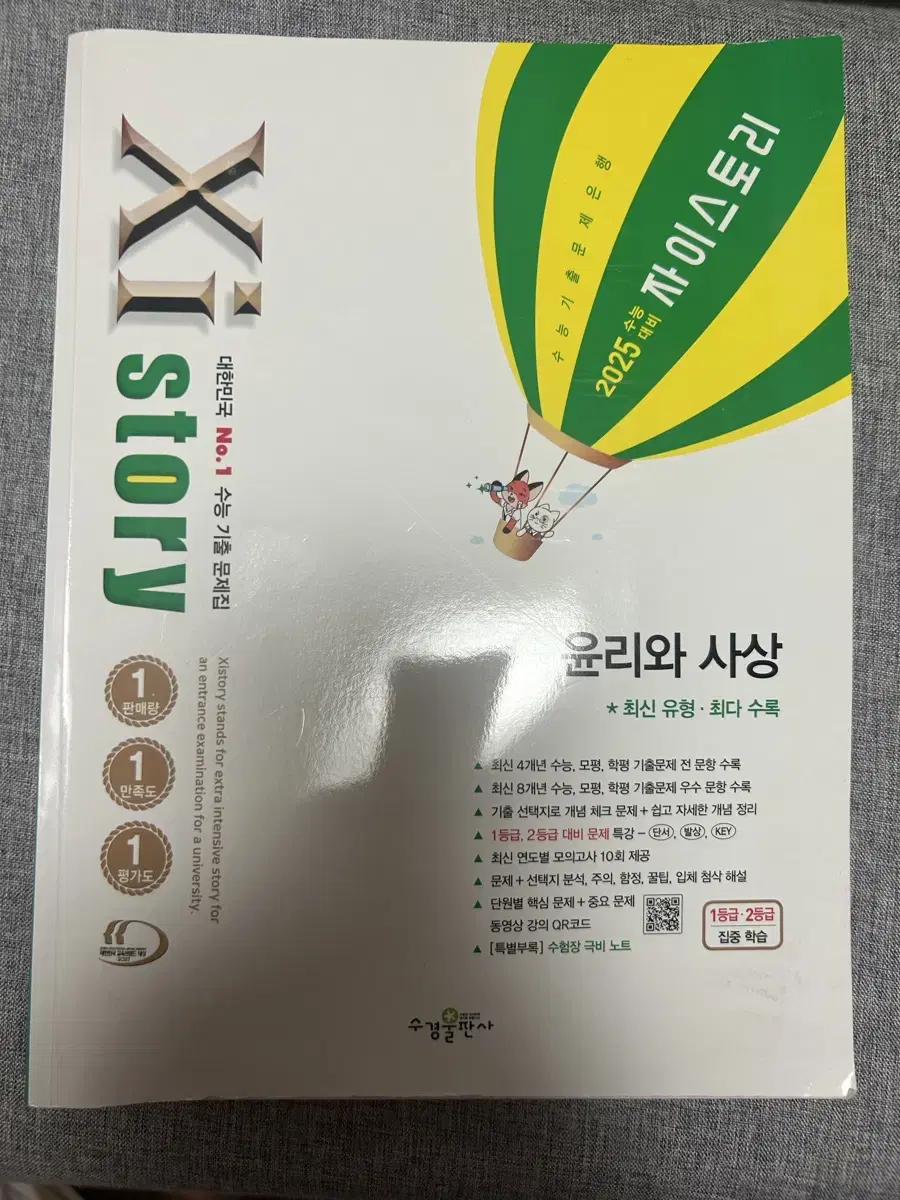 Xi story
대한민국 No.1 수능 기출 문제집
Xistory stands for extra intensive story for
an entrance examination for a university.
1
판매량
1
만족도
1
평가도
수능 기출 문제 은행
2025 수능 대비 자이스토리
윤리와 사상
* 최신 유형 · 최다 수록
▲ 최신 4개년 수능, 모평, 학평 기출문제 전 문항 수록
▲ 최신 8개년 수능, 모평, 학평 기출문제 우수 문항 수록
▲ 기출 선택지로 개념 체크 문제 + 쉽고 자세한 개념 정리
▲ 1등급, 2등급 대비 문제 특강 – 단서, 발상, KEY
▲ 최신 연도별 모의고사 10회 제공
▲ 문제 + 선택지 분석, 주의, 함정, 꿀팁, 입체 첨삭 해설
▲ 단원별 핵심 문제 + 중요 문제
동영상 강의 QR코드
▲ [특별부록] 수험장 극비 노트
1등급·2등급
집중 학습
수경출판사